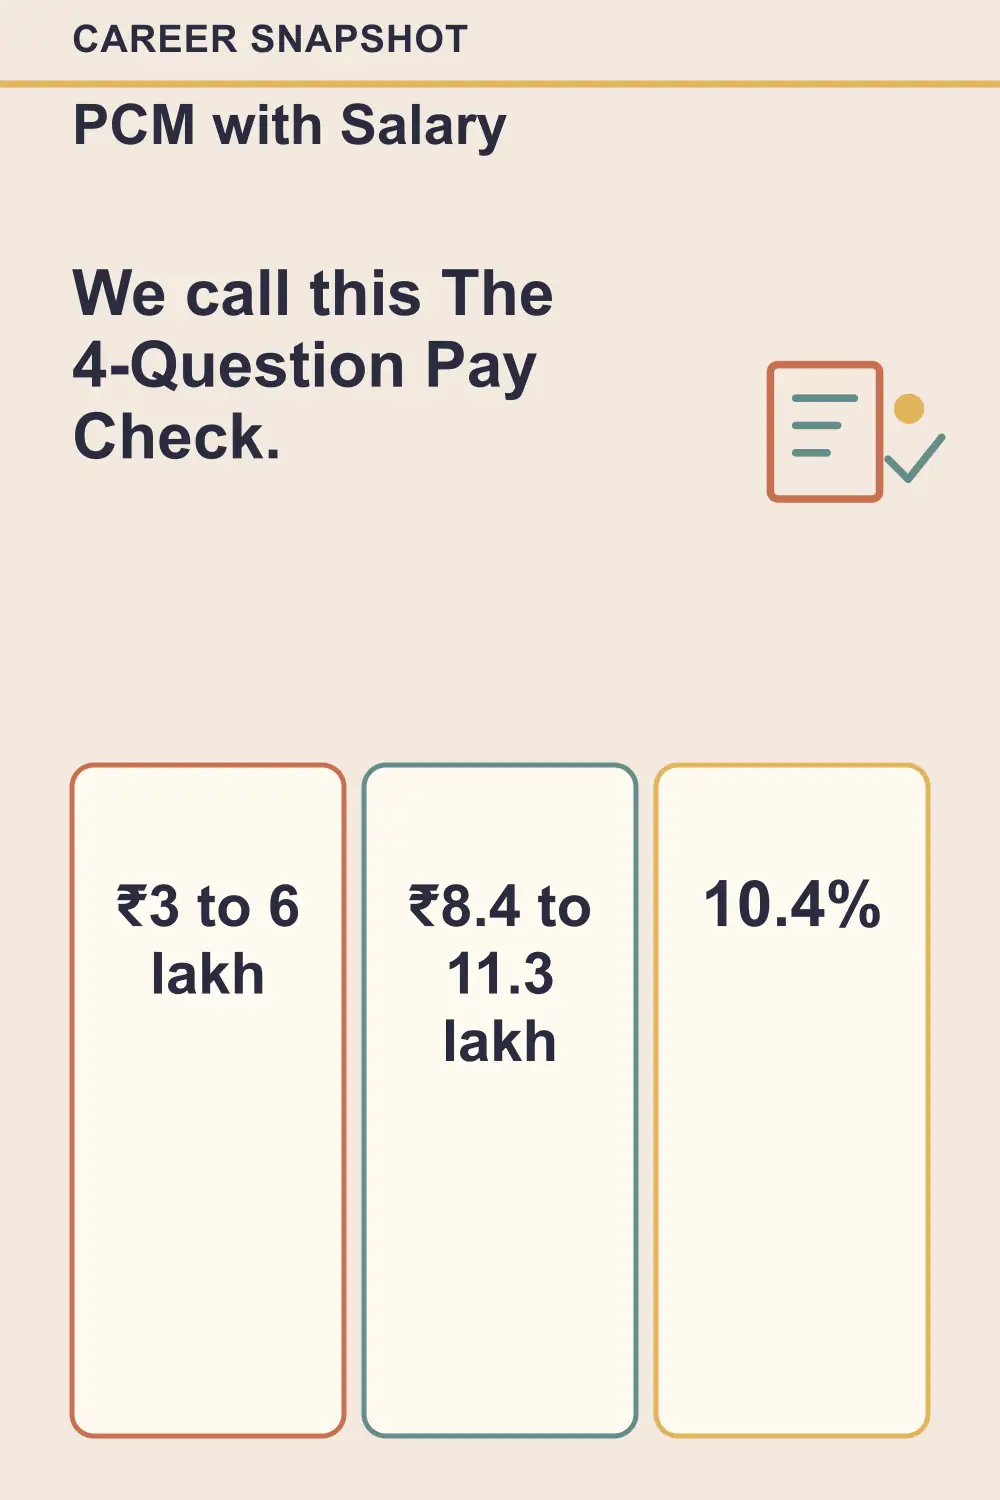 CAREER SNAPSHOT
PCM with Salary
We call this The
4-Question Pay
Check.
₹3 to 6
lakh
₹8.4 to
11.3
lakh
10.4%